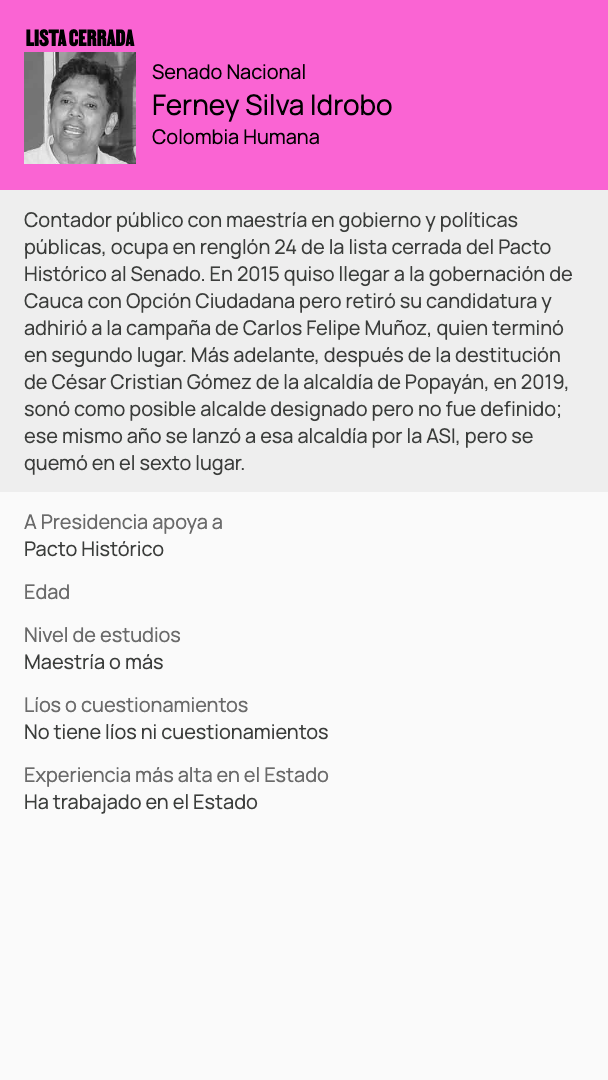 LISTA CERRADA
Senado Nacional
Ferney Silva Idrobo
Colombia Humana
Contador público con maestría en gobierno y políticas
públicas, ocupa en renglón 24 de la lista cerrada del Pacto
Histórico al Senado. En 2015 quiso llegar a la gobernación de
Cauca con Opción Ciudadana pero retiró su candidatura y
adhirió a la campaña de Carlos Felipe Muñoz, quien terminó
en segundo lugar. Más adelante, después de la destitución
de César Cristian Gómez de la alcaldía de Popayán, en 2019,
sonó como posible alcalde designado pero no fue definido;
ese mismo año se lanzó a esa alcaldía por la ASI, pero se
quemó en el sexto lugar.
A Presidencia apoya a
Pacto Histórico
Edad
Nivel de estudios
Maestría o más
Líos o cuestionamientos
No tiene líos ni cuestionamientos
Experiencia más alta en el Estado
Ha trabajado en el Estado